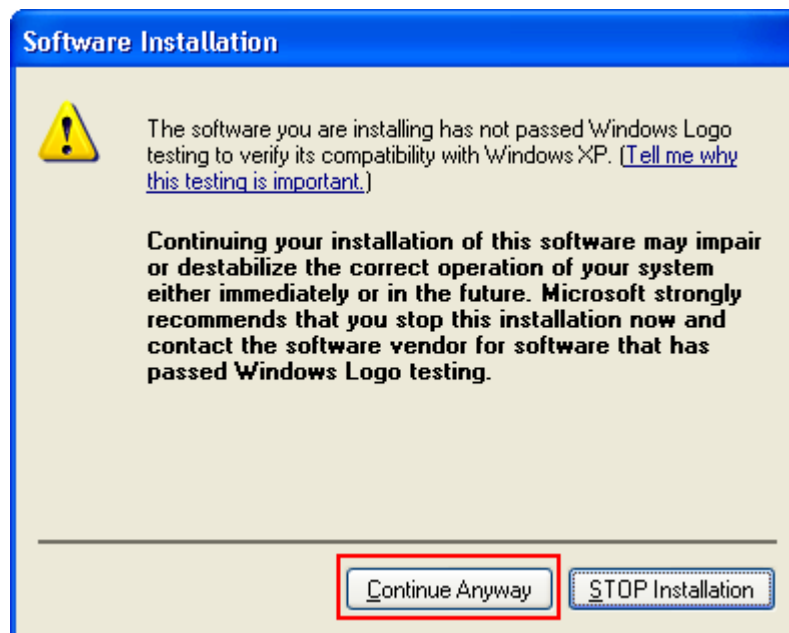 Software Installation
The software you are installing has not passed Windows Logo
testing to verify its compatibility with Windows XP. (Tell me why
this testing is important.)
Continuing your installation of this software may impair
or destabilize the correct operation of your system
either immediately or in the future. Microsoft strongly
recommends that you stop this installation now and
contact the software vendor for software that has
passed Windows Logo testing.
Continue Anyway
STOP Installation